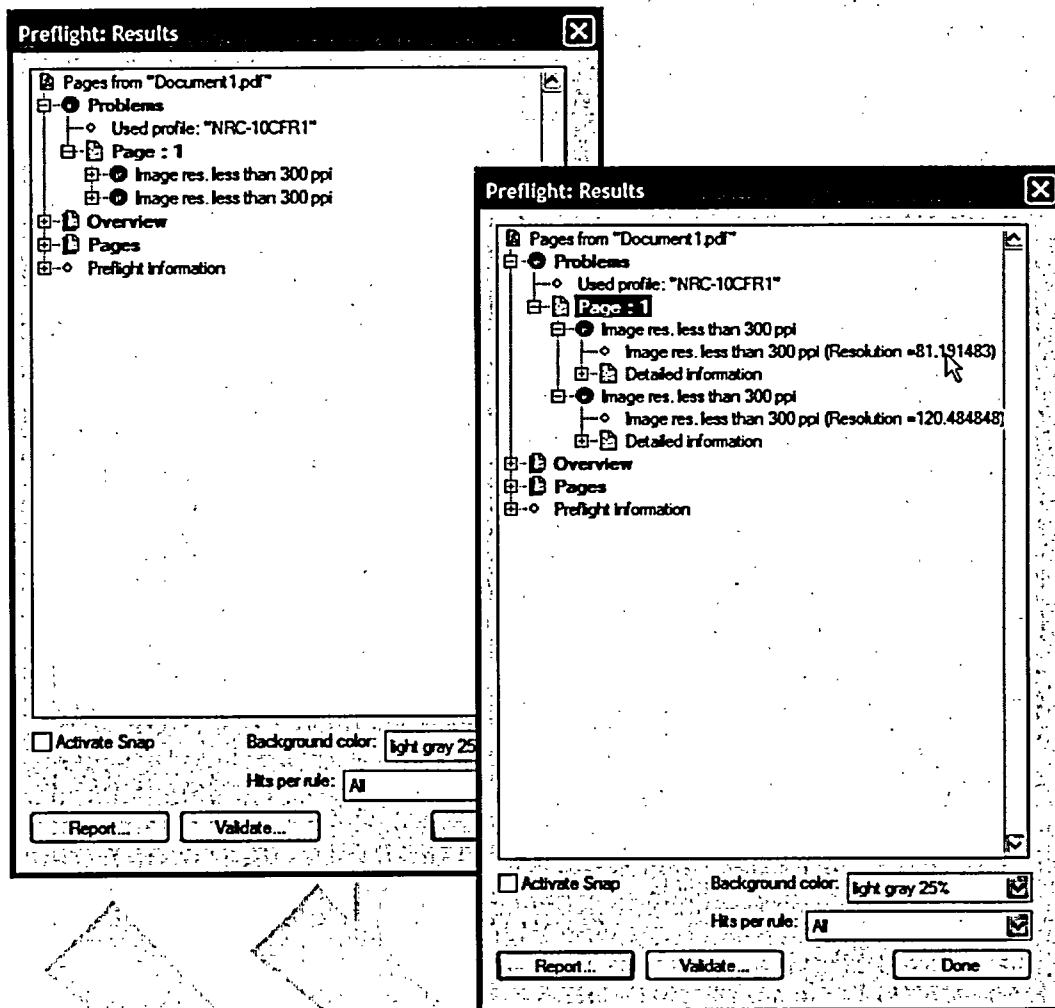 Preflight: Results
Pages from "Document1.pdf"
Problems
Used profile: "NRC-10CFR1"
Page : 1
Image res. less than 300 ppi
Image res. less than 300 ppi
Overview
Pages
Preflight Information
Activate Snap
Background color: light gray 25
Hits per rule: All
Report... Validate...
Preflight: Results
Pages from "Document1.pdf"
Problems
Used profile: "NRC-10CFR1"
Page : 1
Image res. less than 300 ppi
Image res. less than 300 ppi (Resolution =81.191483)
Detailed information
Image res. less than 300 ppi
Image res. less than 300 ppi (Resolution =120.484848)
Detailed information
Overview
Pages
Preflight Information
Activate Snap
Background color: light gray 25%
Hits per rule: All
Report... Validate... Done